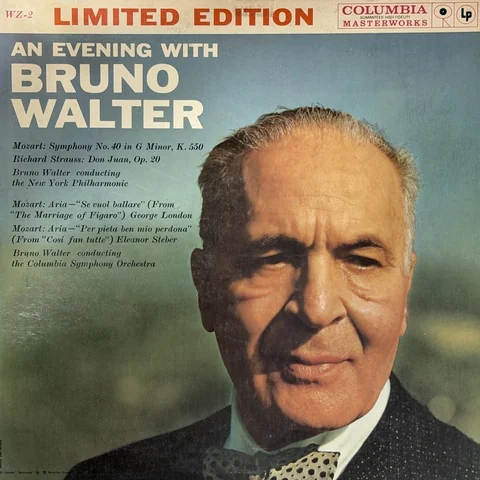 WZ-2
LIMITED EDITION
COLUMBIA
GUARANTEED HIGH FIDELITY
MASTERWORKS
Lp
AN EVENING WITH
BRUNO
WALTER
Mozart: Symphony No. 40 in G Minor, K. 550
Richard Strauss: Don Juan, Op. 20
Bruno Walter conducting
the New York Philharmonic
Mozart: Aria—"Se vuol ballare" (From
"The Marriage of Figaro") George London
Mozart: Aria—"Per pieta ben mio perdona"
(From "Cosi fan tutte") Eleanor Steber
Bruno Walter conducting
the Columbia Symphony Orchestra